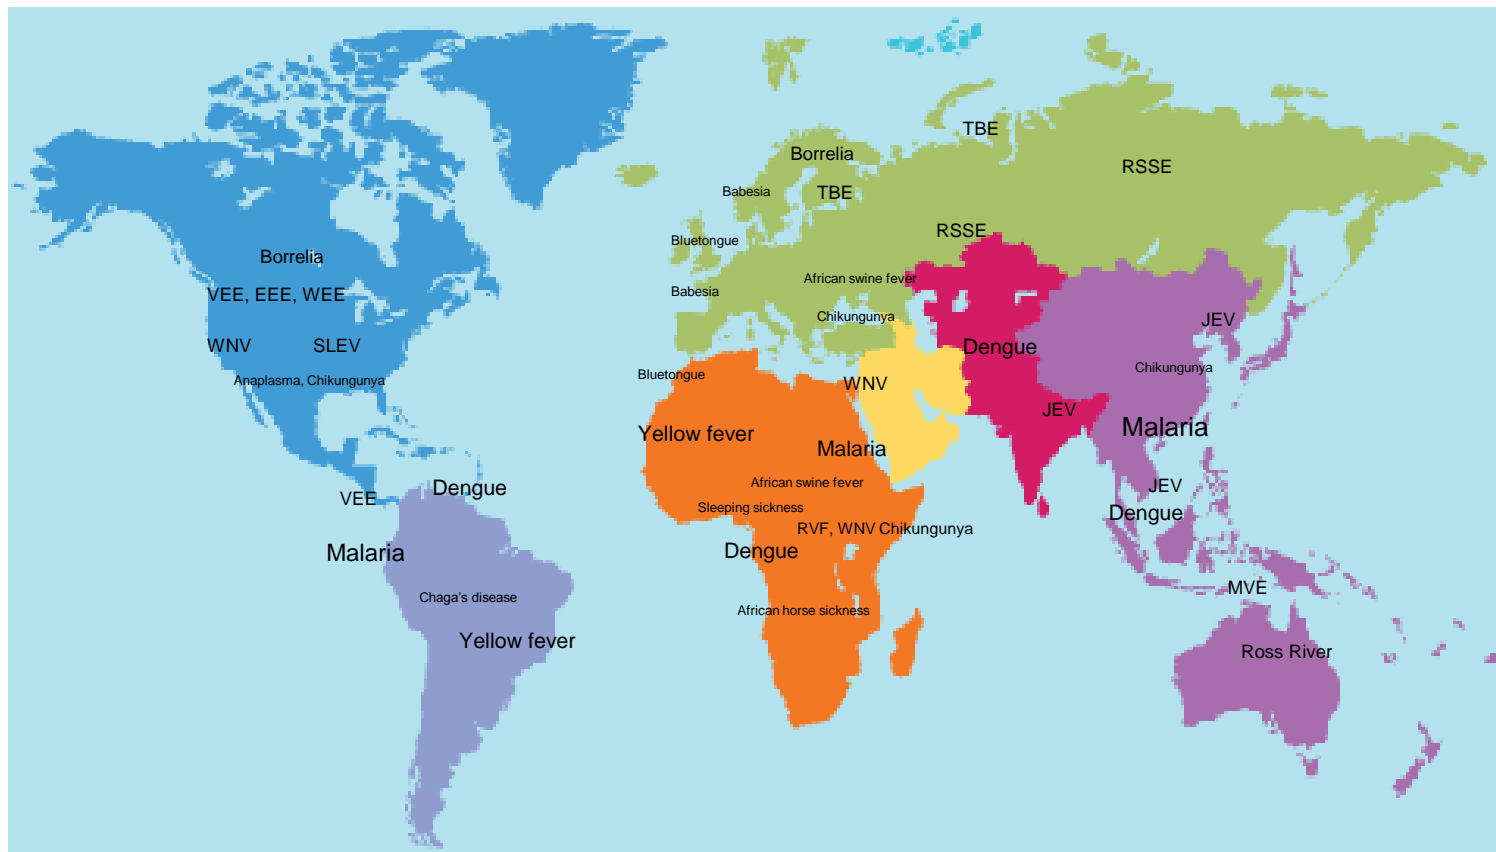 TBE
Borrelia
RSSE
Babesia
TBE
RSSE
Bluetongue
Borrelia
African swine fever
Babesia
VEE, EEE, WEE
Chikungunya
JEV
WNV
SLEV
Dengue
Chikungunya
Bluetongue
Anaplasma, Chikungunya
WNV
JEV
Malaria
Yellow fever
Malaria
African swine fever
Dengue
JEV
VEE
Sleeping sickness
Dengue
RVF, WNV Chikungunya
Malaria
Dengue
MVE
Chaga's disease
African horse sickness
Yellow fever
Ross River